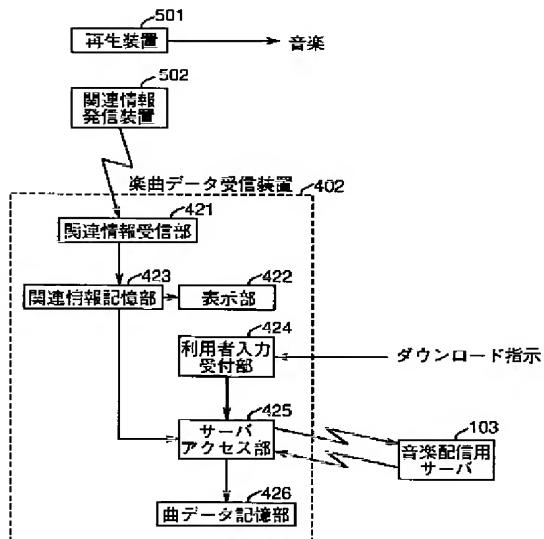 501
再生装置
音楽
502
関連情報
発信装置
楽曲データ受信装置
402
421
関連情報受信部
423
関連情報記憶部
422
表示部
424
利用者入力
受付部
ダウンロード指示
425
サーバ
アクセス部
103
音楽配信用
サーバ
426
曲データ記憶部